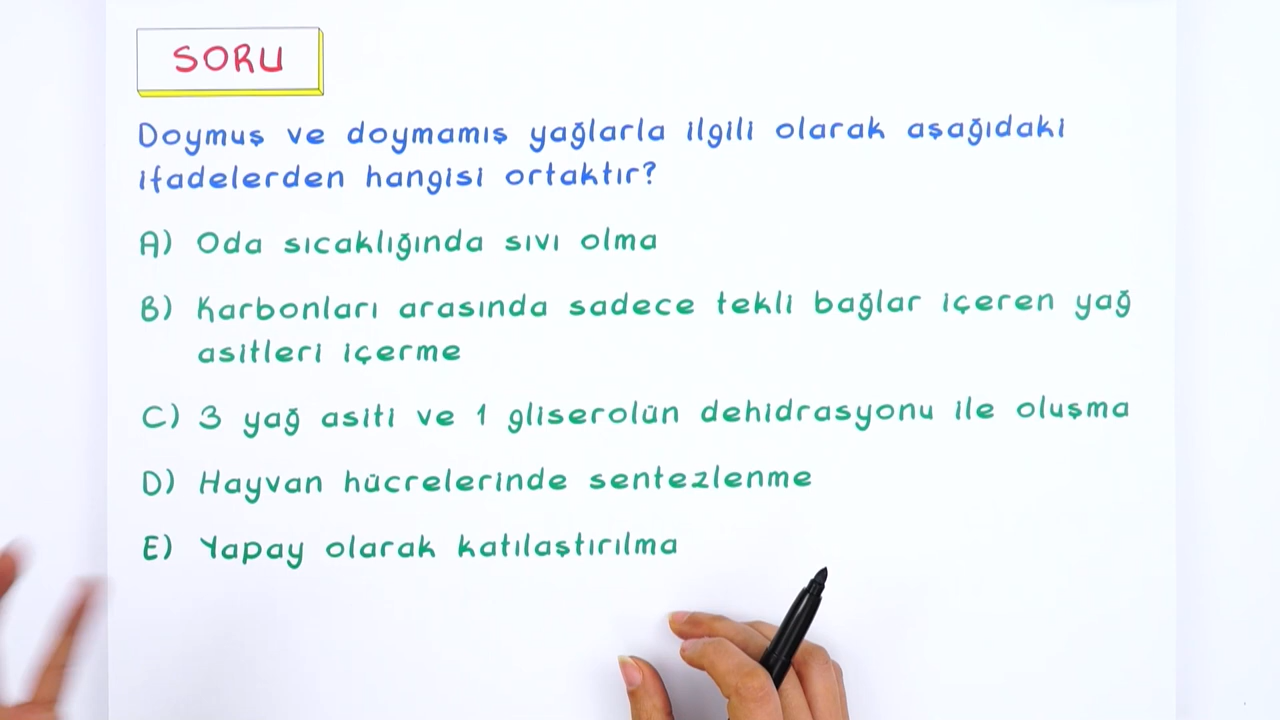 SORU
Doymuş ve doymamış yağlarla ilgili olarak aşağıdaki
ifadelerden hangisi ortaktır?
A) Oda sıcaklığında sıvı olma
B) Karbonları arasında sadece tekli bağlar içeren yağ
asitleri içerme
C) 3 yağ asiti ve 1 gliserolün dehidrasyonu ile oluşma
D) Hayvan hücrelerinde sentezlenme
E) Yapay olarak katılaştırılma